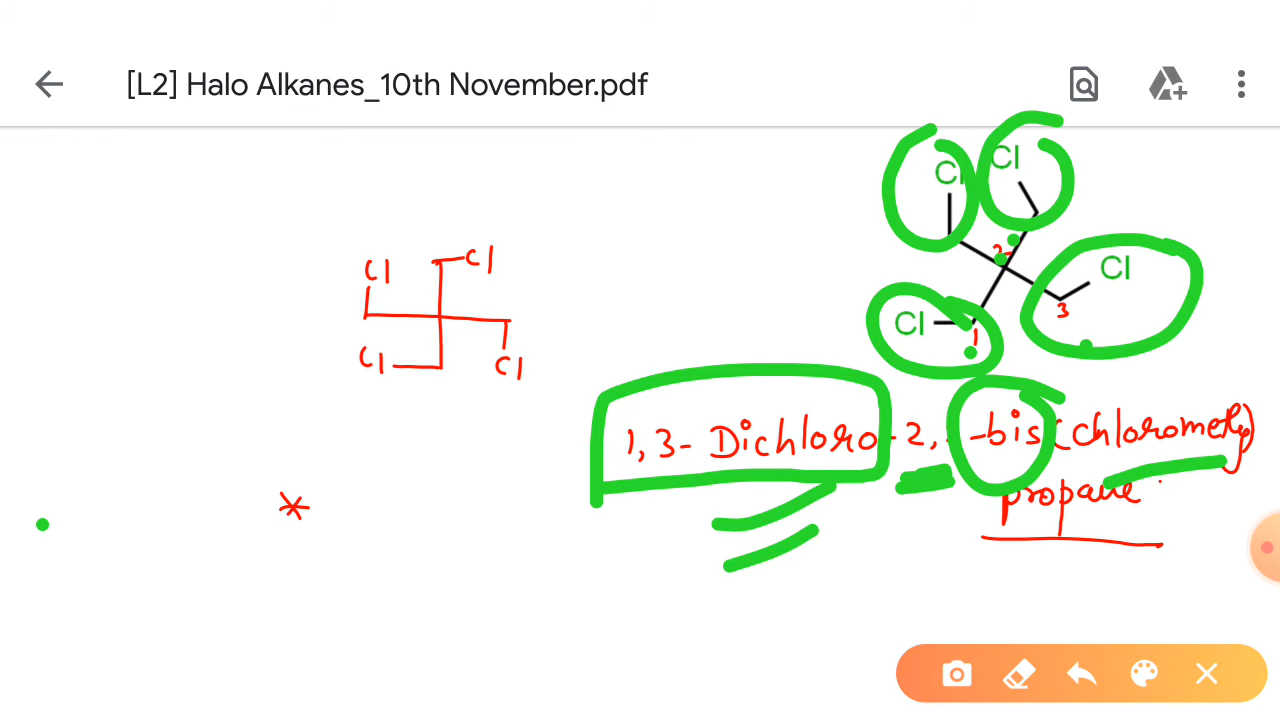 [L2] Halo Alkanes_10th November.pdf
Cl
Cl
Cl
Cl
2
3
1
Cl
Cl
Cl
Cl
1,3- Dichloro-2, -bis(chloromethy)
propane
*